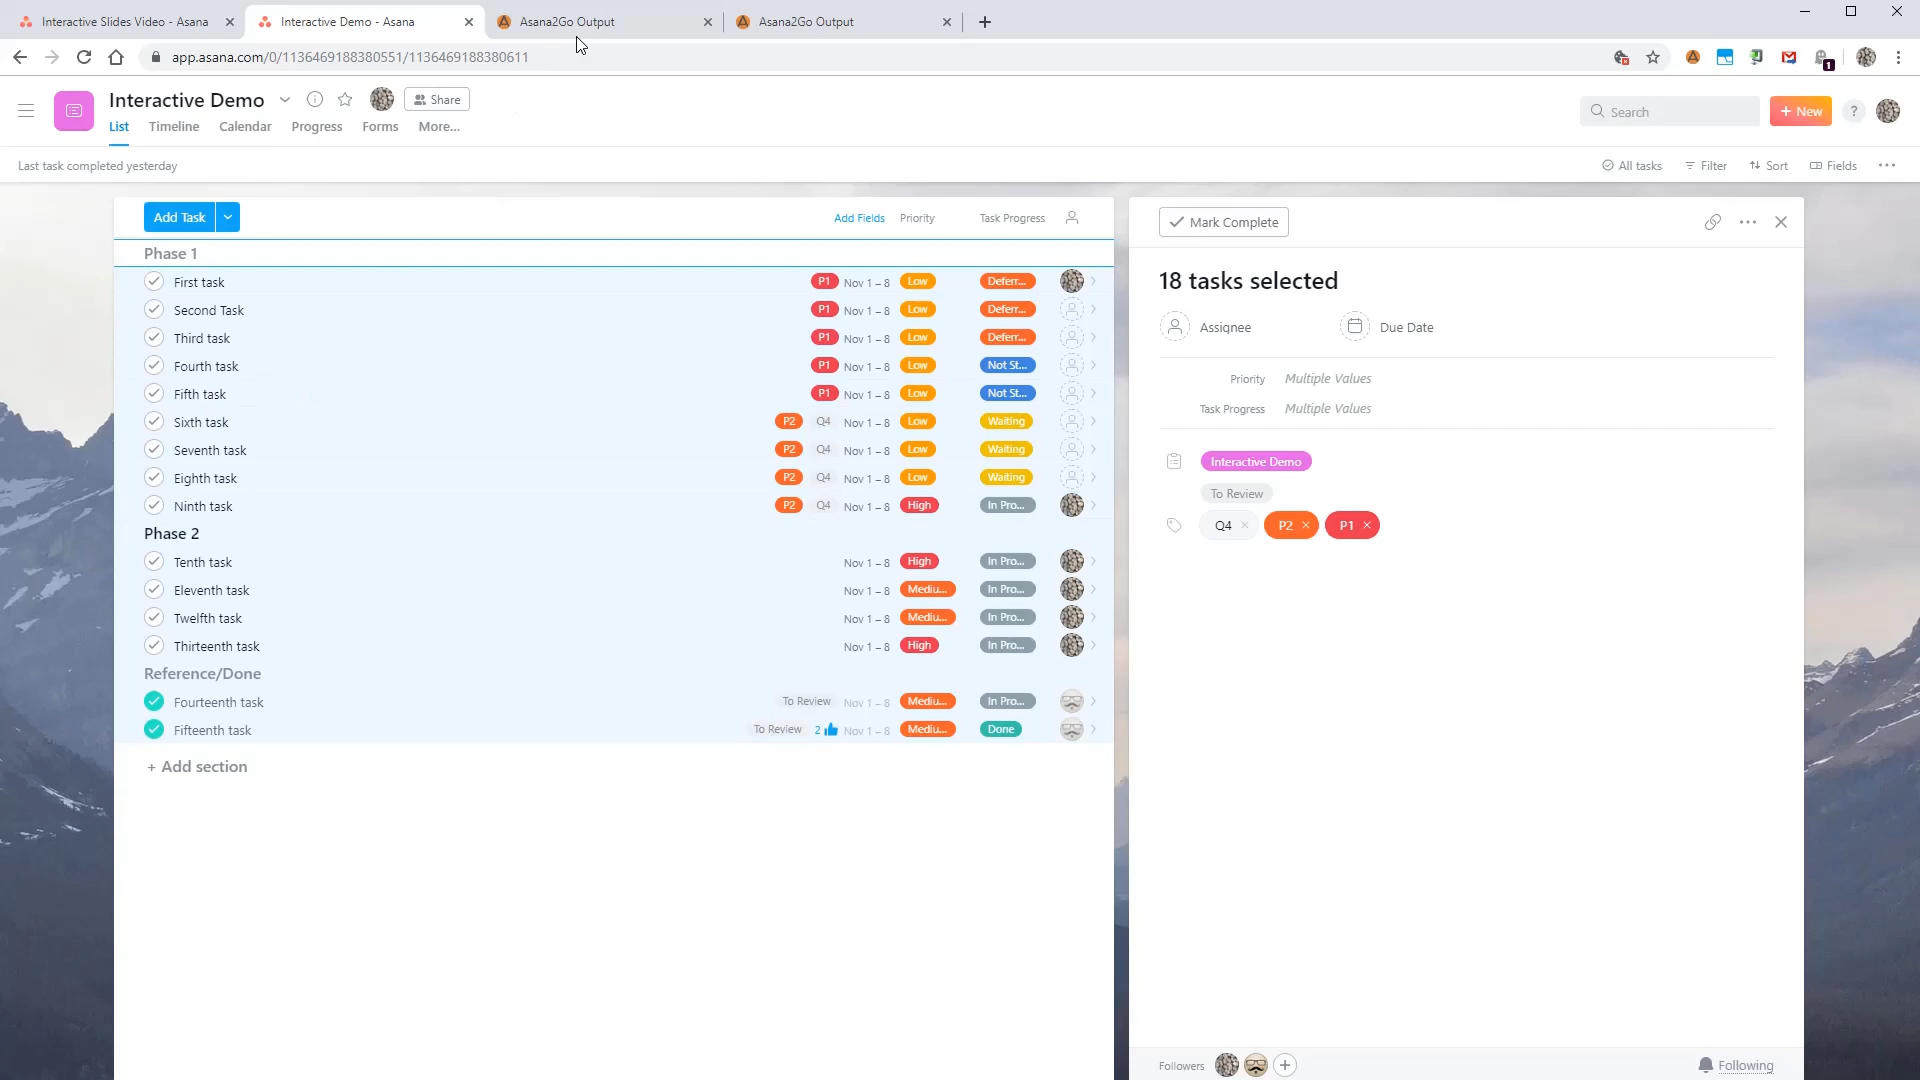 Interactive Slides Video - Asana
Interactive Demo - Asana
Asana2Go Output
Asana2Go Output
app.asana.com/0/1136469188380551/1136469188380611
1
Interactive Demo
Share
List Timeline Calendar Progress Forms More...
Search
+ New
?
Last task completed yesterday
All tasks Filter Sort Fields
Add Task
Add Fields Priority Task Progress
Phase 1
First task P1 Nov 1 – 8 Low Deferr...
Second Task P1 Nov 1 – 8 Low Deferr...
Third task P1 Nov 1 – 8 Low Deferr...
Fourth task P1 Nov 1 – 8 Low Not St...
Fifth task P1 Nov 1 – 8 Low Not St...
Sixth task P2 Q4 Nov 1 – 8 Low Waiting
Seventh task P2 Q4 Nov 1 – 8 Low Waiting
Eighth task P2 Q4 Nov 1 – 8 Low Waiting
Ninth task P2 Q4 Nov 1 – 8 High In Pro...
Phase 2
Tenth task Nov 1 – 8 High In Pro...
Eleventh task Nov 1 – 8 Mediu... In Pro...
Twelfth task Nov 1 – 8 Mediu... In Pro...
Thirteenth task Nov 1 – 8 High In Pro...
Reference/Done
Fourteenth task To Review Nov 1 – 8 Mediu... In Pro...
Fifteenth task To Review 2 Nov 1 – 8 Mediu... Done
+ Add section
Mark Complete
18 tasks selected
Assignee Due Date
Priority Multiple Values
Task Progress Multiple Values
Interactive Demo
To Review
Q4 × P2 × P1 ×
Followers
Following